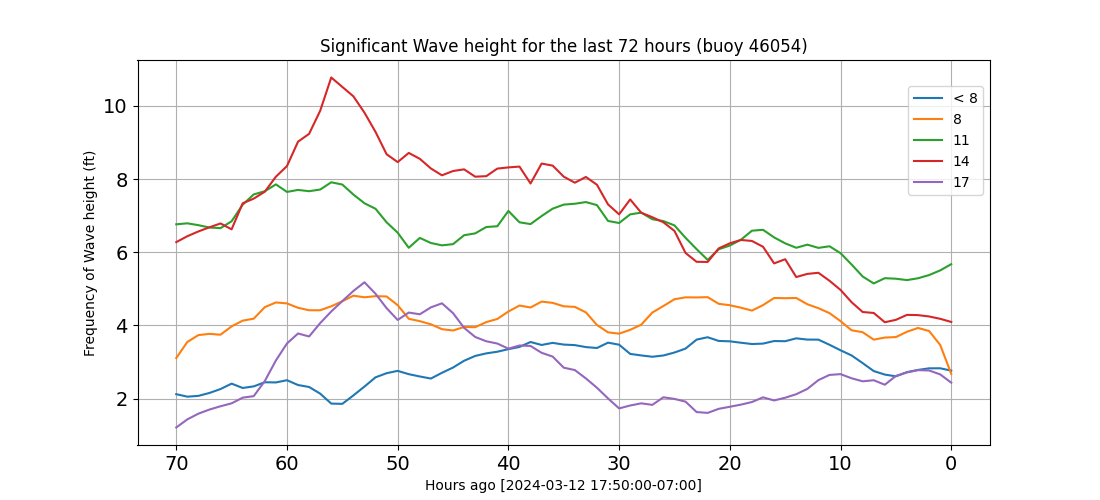 Significant Wave height for the last 72 hours (buoy 46054)
Frequency of Wave height (ft)
10
8
6
4
2
< 8
8
11
14
17
70 60 50 40 30 20 10 0
Hours ago [2024-03-12 17:50:00-07:00]